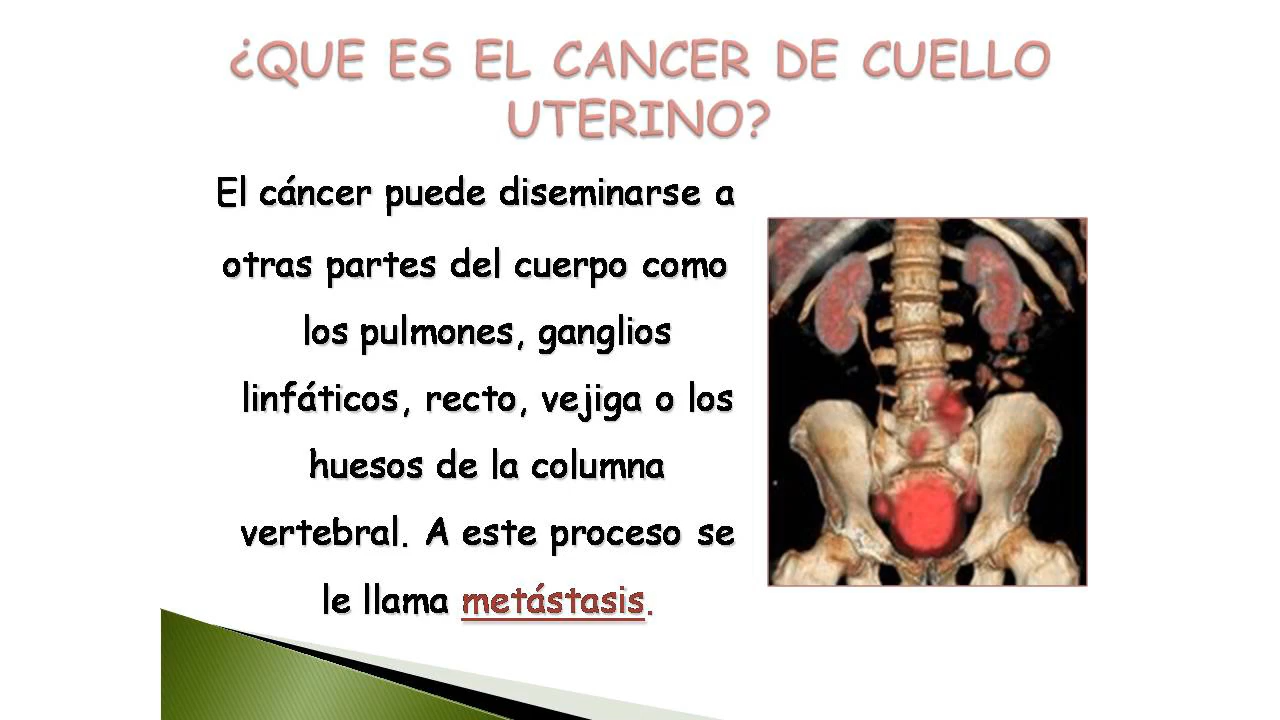 ¿QUE ES EL CANCER DE CUELLO
UTERINO?
El cáncer puede diseminarse a
otras partes del cuerpo como
los pulmones, ganglios
linfáticos, recto, vejiga o los
huesos de la columna
vertebral. A este proceso se
le llama metástasis.